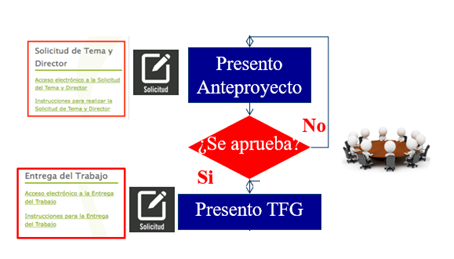 Solicitud de Tema y
Director
Acceso electrónico a la Solicitud
del Tema y Director
Instrucciones para realizar la
Solicitud de Tema y Director
Solicitud
Presento
Anteproyecto
¿Se aprueba?
No
Si
Entrega del Trabajo
Acceso electrónico a la Entrega
del Trabajo
Instrucciones para la Entrega
del Trabajo
Solicitud
Presento TFG